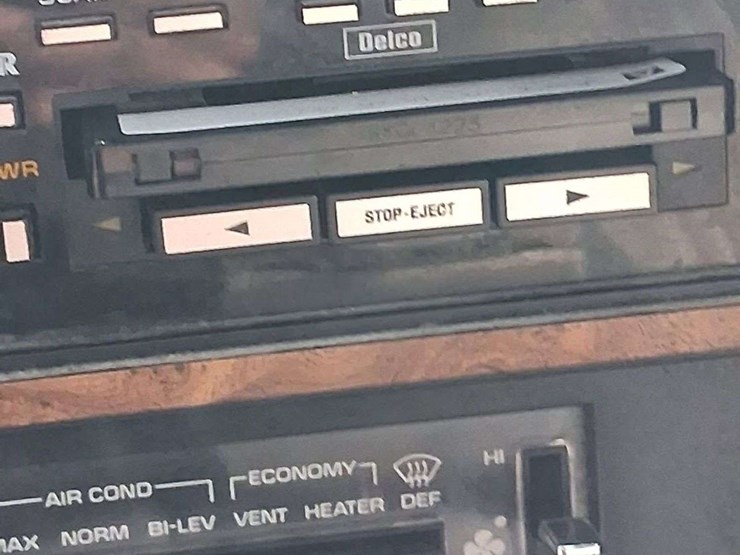 Delco
R
WR
STOP-EJECT
AIR COND ECONOMY HI
MAX NORM BI-LEV VENT HEATER DEF